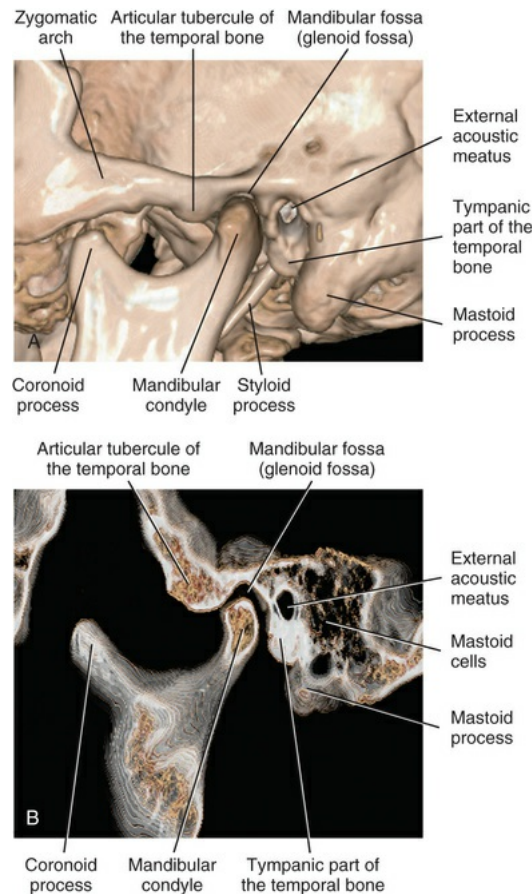 Zygomatic
arch
Articular tubercule of
the temporal bone
Mandibular fossa
(glenoid fossa)
External
acoustic
meatus
Tympanic
part of the
temporal
bone
Mastoid
process
A
Coronoid
process
Mandibular
condyle
Styloid
process
Articular tubercule of
the temporal bone
Mandibular fossa
(glenoid fossa)
External
acoustic
meatus
Mastoid
cells
Mastoid
process
B
Coronoid
process
Mandibular
condyle
Tympanic part of
the temporal bone